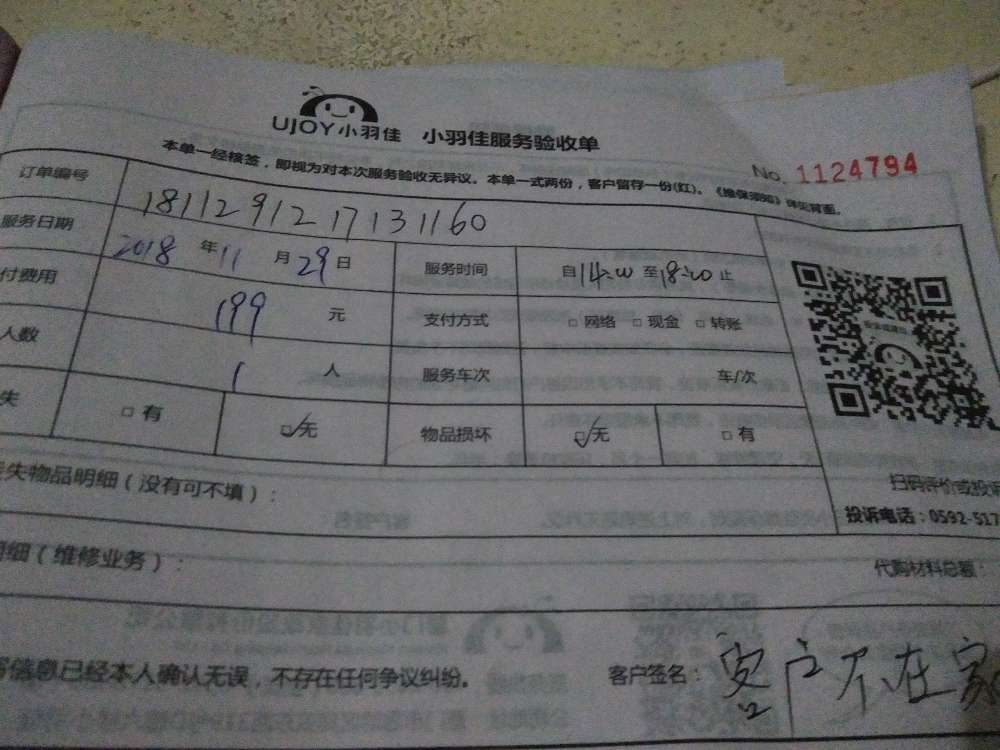 UJOY小羽佳 小羽佳服务验收单
No. 1124794
本单一经核签，即视为对本次服务验收无异议。本单一式两份，客户留存一份(红)。《维保须知》详见背面。
订单编号 181129121713160
服务日期 2018 年 11 月 29 日 服务时间 自 14:00 至 18:00 止
付费用 199 元 支付方式 □ 网络 □ 现金 □ 转账
人数 1 人 服务车次 车/次
失 □ 有 ☑无 物品损坏 ☑无 □ 有
失物品明细（没有可不填）：
扫码评价或投诉
投诉电话：0592-517
细（维修业务）：
代购材料总额：
信息已经本人确认无误，不存在任何争议纠纷。
客户签名：客户不在家